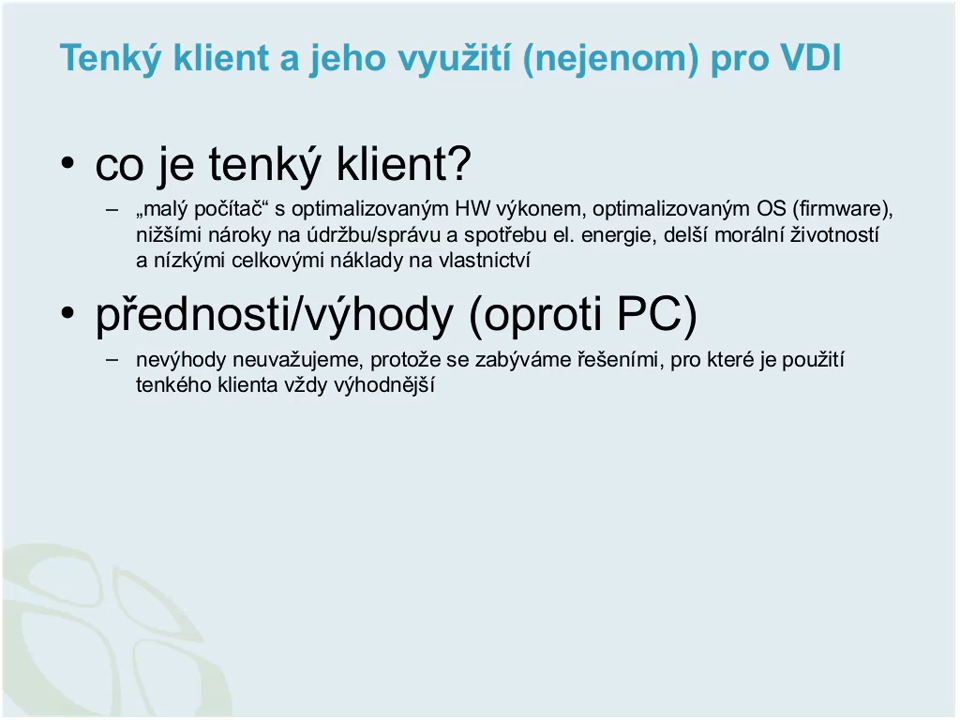 Tenký klient a jeho využití (nejenom) pro VDI
• co je tenký klient?
– „malý počítač“ s optimalizovaným HW výkonem, optimalizovaným OS (firmware),
nižšími nároky na údržbu/správu a spotřebu el. energie, delší morální životností
a nízkými celkovými náklady na vlastnictví
• přednosti/výhody (oproti PC)
– nevýhody neuvažujeme, protože se zabýváme řešeními, pro které je použití
tenkého klienta vždy výhodnější